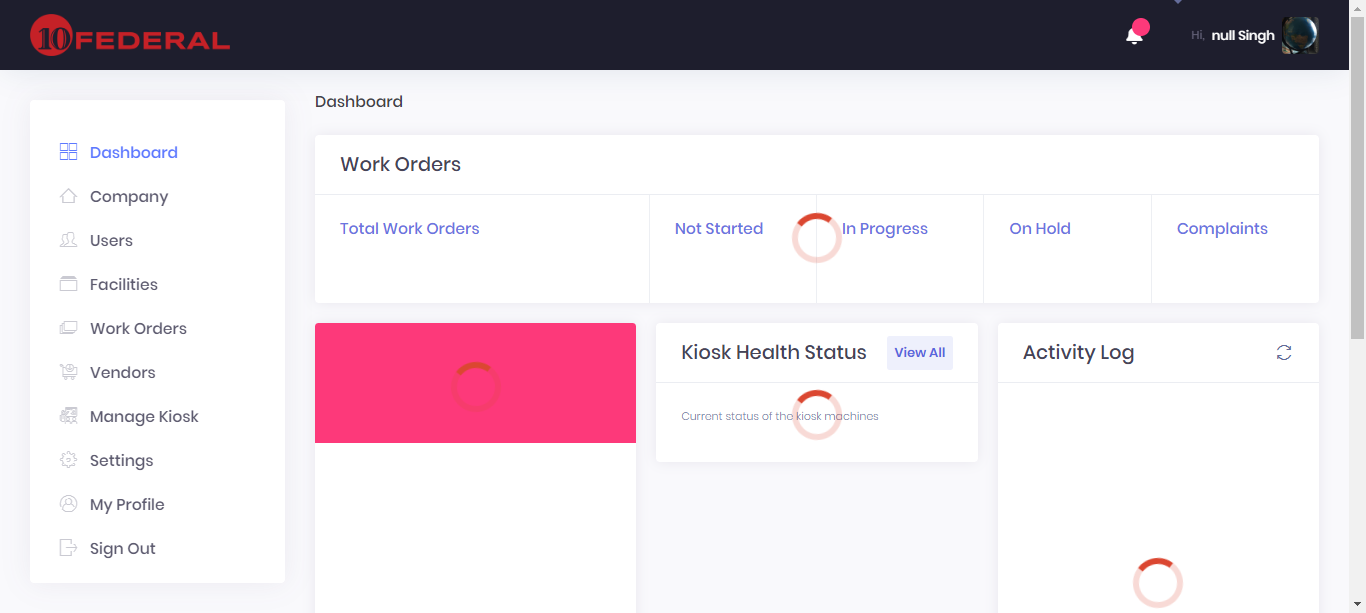 10 FEDERAL
Hi, null Singh
Dashboard
Company
Users
Facilities
Work Orders
Vendors
Manage Kiosk
Settings
My Profile
Sign Out
Dashboard
Work Orders
Total Work Orders
Not Started
In Progress
On Hold
Complaints
Kiosk Health Status
View All
Current status of the kiosk machines
Activity Log